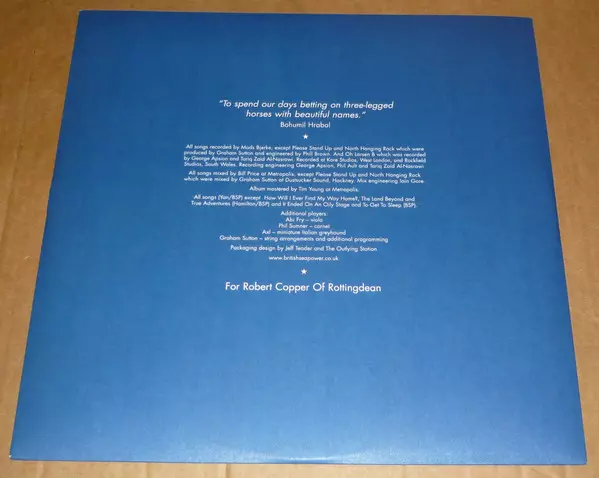 “To spend our days betting on three-legged
horses with beautiful names.”
Bohumil Hrabal
All songs recorded by Mads Bjerke, except Please Stand Up and North Hanging Rock which were
produced by Graham Sutton and engineered by Phill Brown. And Oh Larsen B which was recorded
by George Apsion and Tariq Zaid Al-Nasrawi. Recorded at Kore Studios, West London, and Rockfield
Studios, South Wales. Recording engineering George Apsion, Phil Ault and Tariq Zaid Al-Nasrawi.
All songs mixed by Bill Price at Metropolis, except Please Stand Up and North Hanging Rock
which were mixed by Graham Sutton at Dustsucker Sound, Hackney. Mix engineering Iain Gore.
Album mastered by Tim Young at Metropolis.
All songs (Yan/BSP) except How Will I Ever Find My Way Home?, The Land Beyond and
True Adventures (Hamilton/BSP) and It Ended On An Oily Stage and To Get To Sleep (BSP).
Additional players:
Abi Fry – viola
Phil Sumner – cornet
Axl – miniature Italian greyhound
Graham Sutton – string arrangements and additional programming
Packaging design by Jeff Teader and The Outlying Station
www.britishseapower.co.uk
For Robert Copper Of Rottingdean